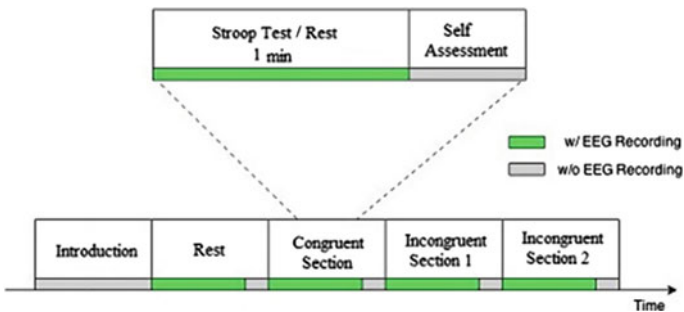 Stroop Test / Rest
1 min
Self
Assessment
w/ EEG Recording
w/o EEG Recording
Introduction
Rest
Congruent
Section
Incongruent
Section 1
Incongruent
Section 2
Time